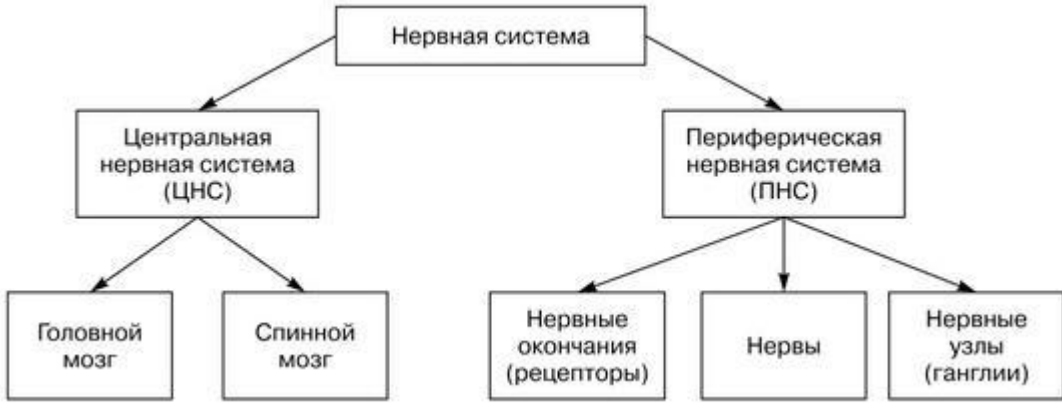 Нервная система
Центральная
нервная система
(ЦНС)
Периферическая
нервная система
(ПНС)
Головной
мозг
Спинной
мозг
Нервные
окончания
(рецепторы)
Нервы
Нервные
узлы
(ганглии)